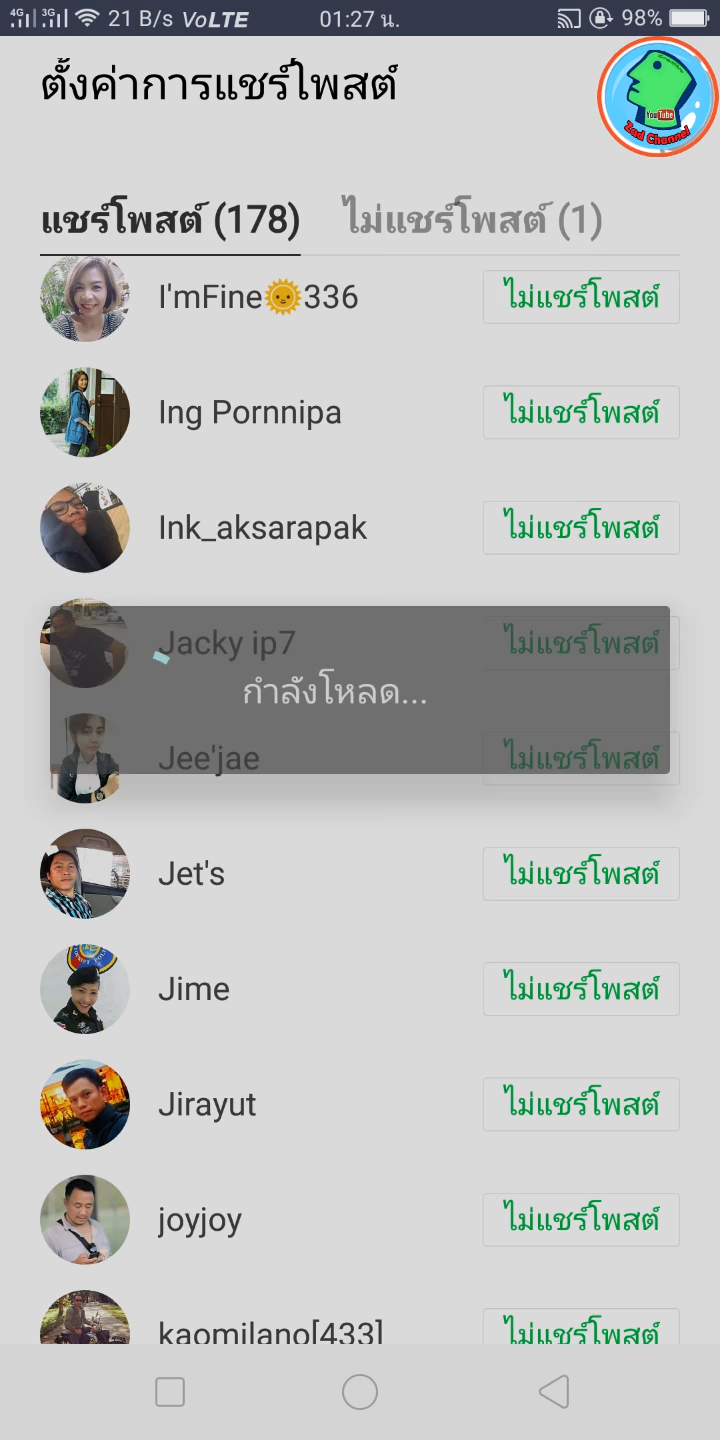 4G 3G 21 B/s VoLTE 01:27 น. 98%
ตั้งค่าการแชร์โพสต์
YouTube
Zad Channel
แชร์โพสต์ (178) ไม่แชร์โพสต์ (1)
I'mFine🌞336 ไม่แชร์โพสต์
Ing Pornnipa ไม่แชร์โพสต์
Ink_aksarapak ไม่แชร์โพสต์
Jacky ip7 ไม่แชร์โพสต์
กำลังโหลด...
Jee'jae ไม่แชร์โพสต์
Jet's ไม่แชร์โพสต์
Jime ไม่แชร์โพสต์
Jirayut ไม่แชร์โพสต์
joyjoy ไม่แชร์โพสต์
kaomilano[433] ไม่แชร์โพสต์